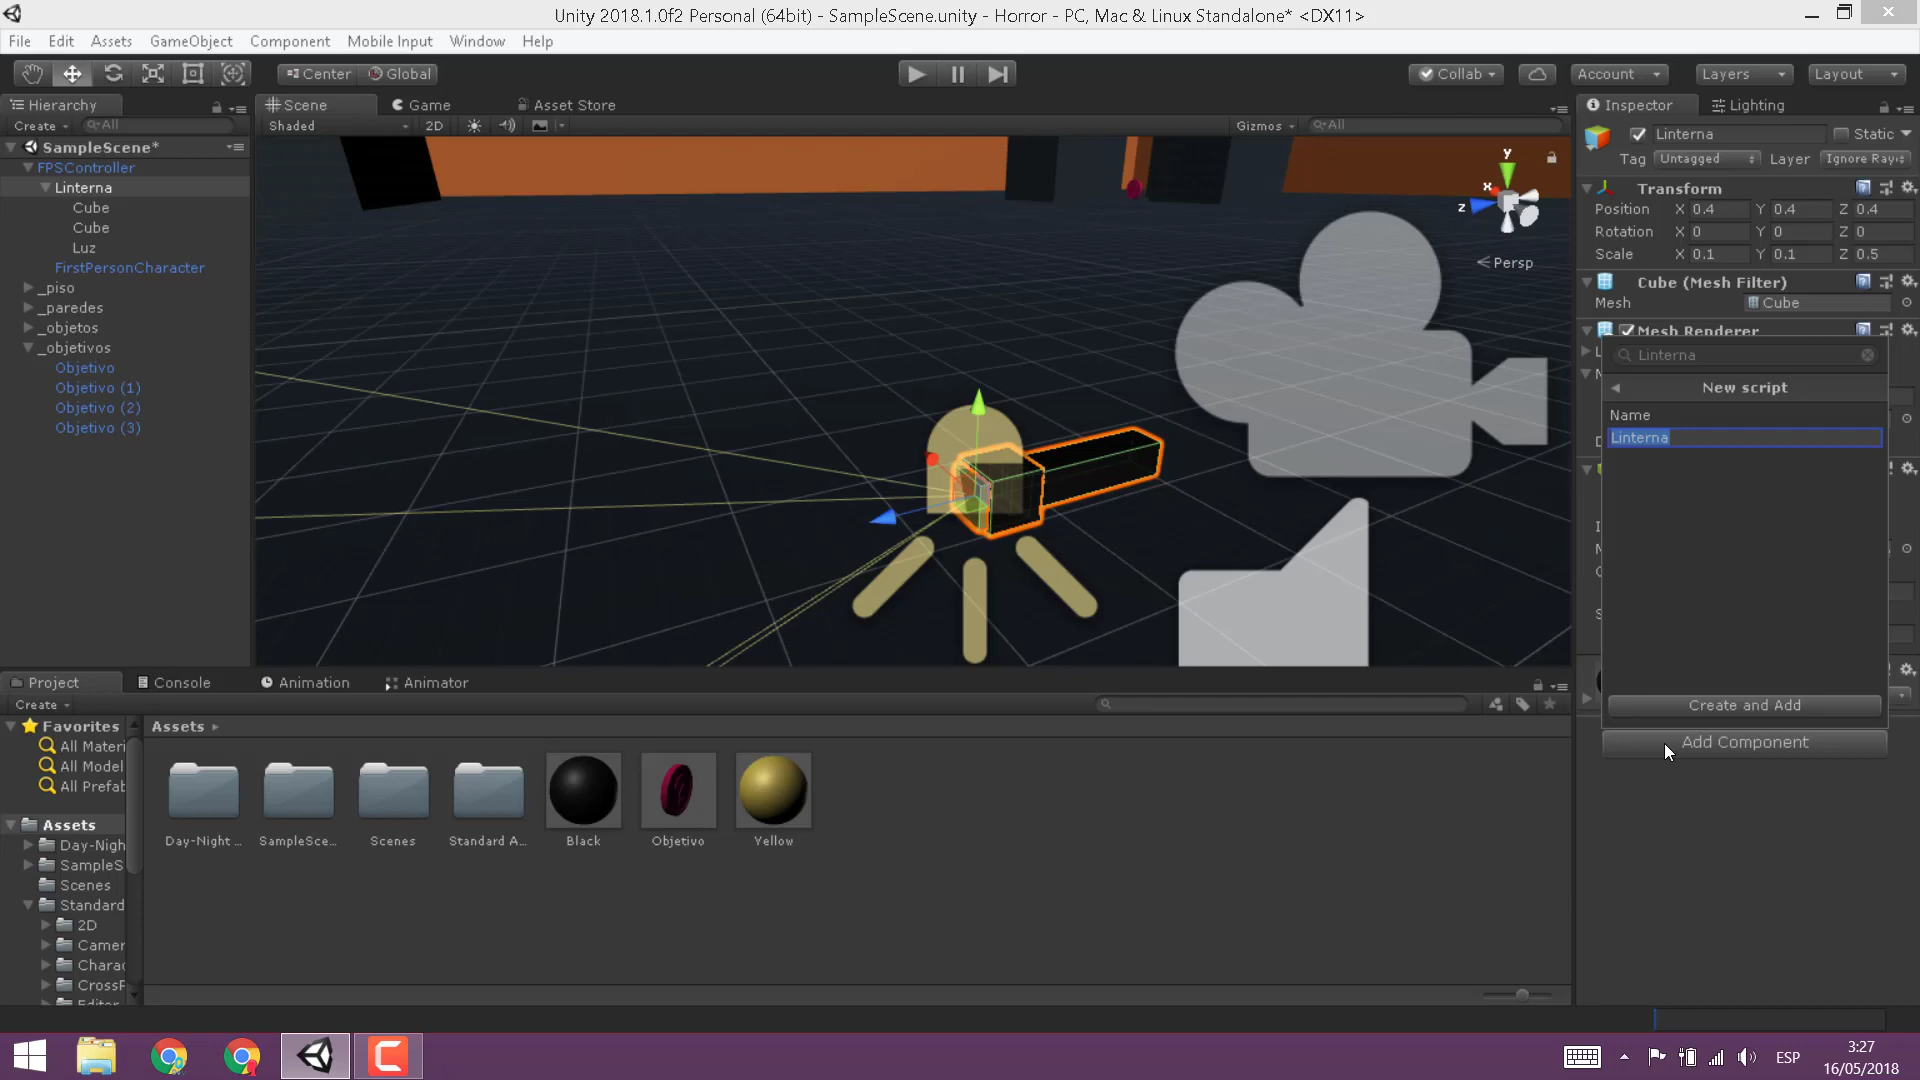 Unity 2018.1.0f2 Personal (64bit) - SampleScene.unity - Horror - PC, Mac & Linux Standalone* <DX11>
File Edit Assets GameObject Component Mobile Input Window Help
Center Global Collab Account Layers Layout
Hierarchy
Create All
SampleScene*
FPSController
Linterna
Cube
Cube
Luz
FirstPersonCharacter
_piso
_paredes
_objetos
_objetivos
Objetivo
Objetivo (1)
Objetivo (2)
Objetivo (3)
Scene Game Asset Store
Shaded 2D Gizmos All
y
x
z
Persp
Inspector Lighting
Linterna Static
Tag Untagged Layer Ignore Ray
Transform
Position X 0.4 Y 0.4 Z 0.4
Rotation X 0 Y 0 Z 0
Scale X 0.1 Y 0.1 Z 0.5
Cube (Mesh Filter)
Mesh Cube
Mesh Renderer
Linterna
New script
Name
Linterna
Create and Add
Add Component
Project Console Animation Animator
Create
Favorites
All Materi
All Model
All Prefab
Assets
Day-Nigh
SampleS
Scenes
Standard
2D
Camer
Charac
CrossP
Editor
Assets
Day-Night ... SampleSce... Scenes Standard A... Black Objetivo Yellow
ESP
3:27
16/05/2018